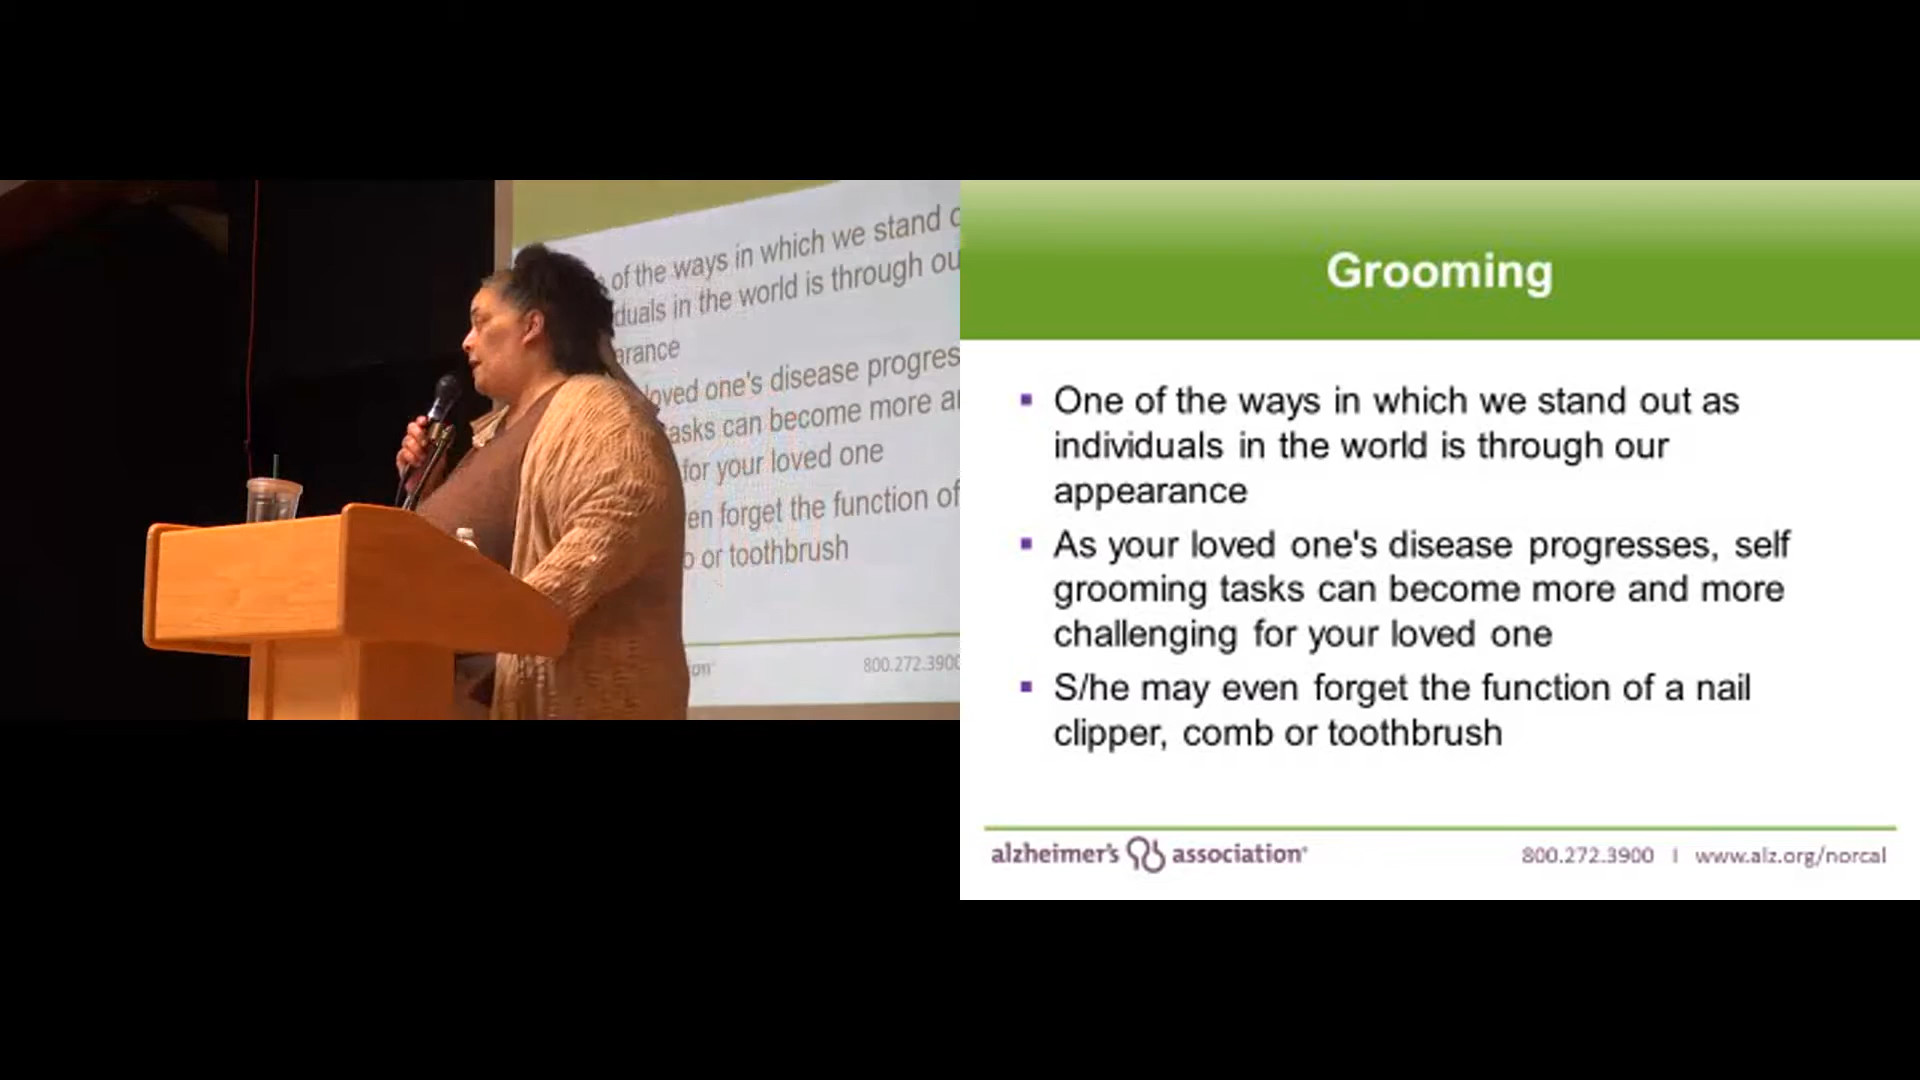 of the ways in which we stand
duals in the world is through ou
arance
loved one's disease progres
asks can become more a
for your loved one
en forget the function of
or toothbrush
800.272.3900
Grooming
One of the ways in which we stand out as
individuals in the world is through our
appearance
As your loved one's disease progresses, self
grooming tasks can become more and more
challenging for your loved one
S/he may even forget the function of a nail
clipper, comb or toothbrush
alzheimer's association®
800.272.3900 | www.alz.org/norcal